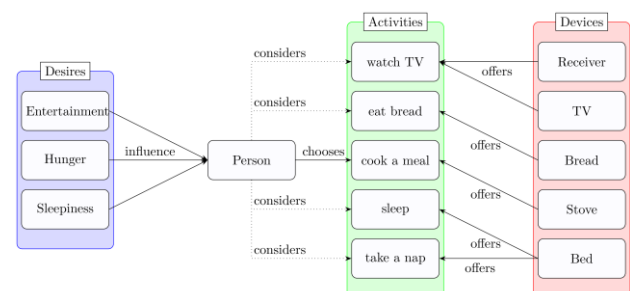 Activities
Devices
Desires
considers
watch TV
Receiver
offers
Entertainment
considers
eat bread
TV
offers
Hunger
influence
Person
chooses
cook a meal
Bread
offers
Sleepiness
considers
sleep
Stove
offers
considers
take a nap
offers
Bed